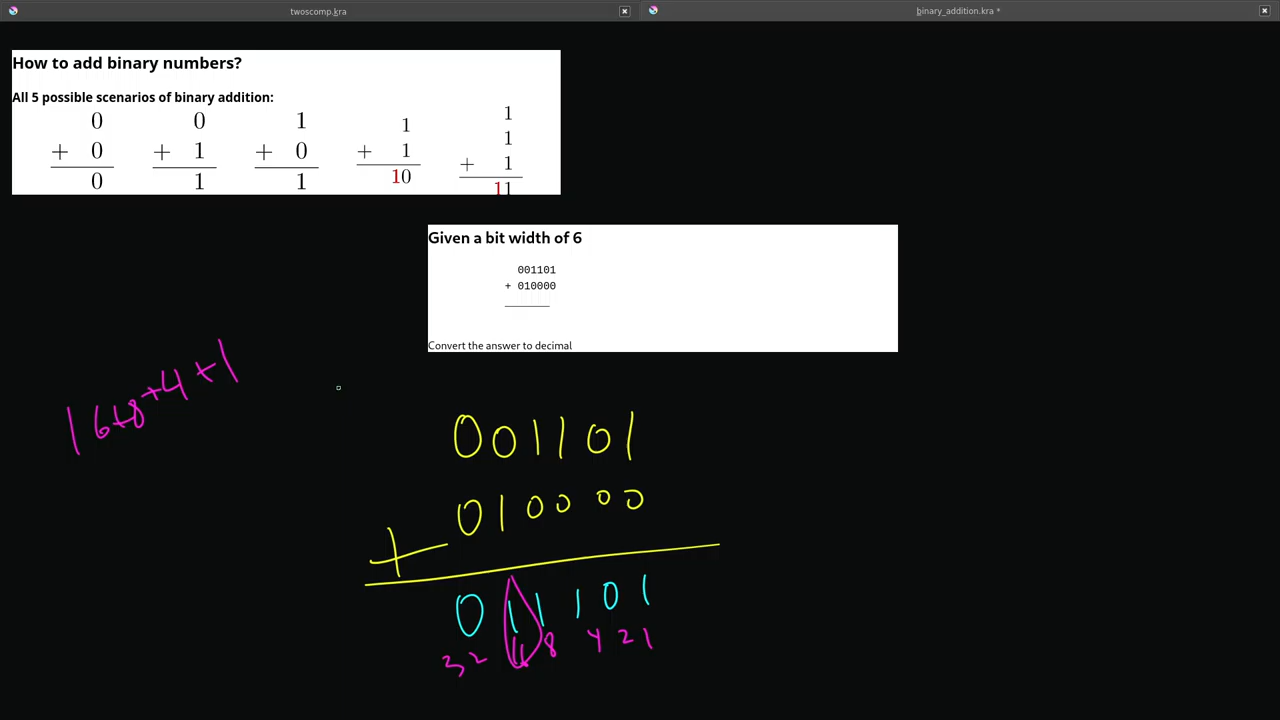 twoscomp.kra
binary_addition.kra *
How to add binary numbers?
All 5 possible scenarios of binary addition:
0 0 1 1 1
+ 0 + 1 + 0 + 1 1
+ 1
0 1 1 10 11
Given a bit width of 6
001101
+ 010000
Convert the answer to decimal
16+8+4+1
001101
010000
+
011101
32 16 8 4 2 1